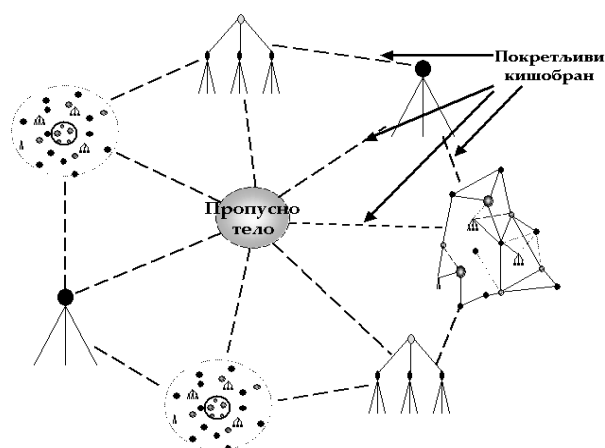 Покретљиви
кишобран
Пропусно
тело